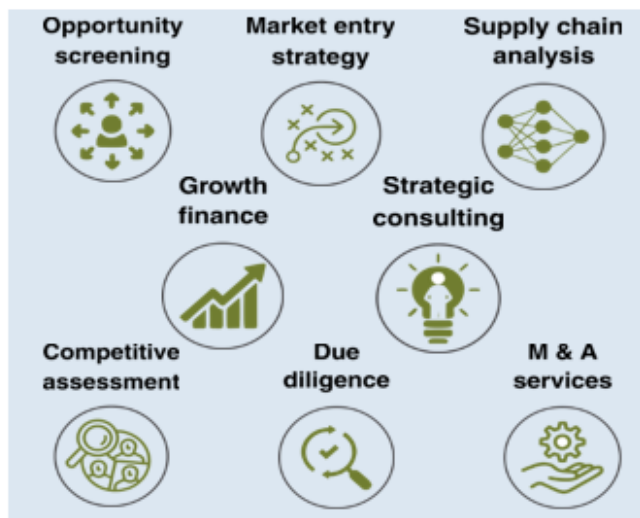 Opportunity
screening
Market entry
strategy
Supply chain
analysis
Growth
finance
Strategic
consulting
Competitive
assessment
Due
diligence
M & A
services